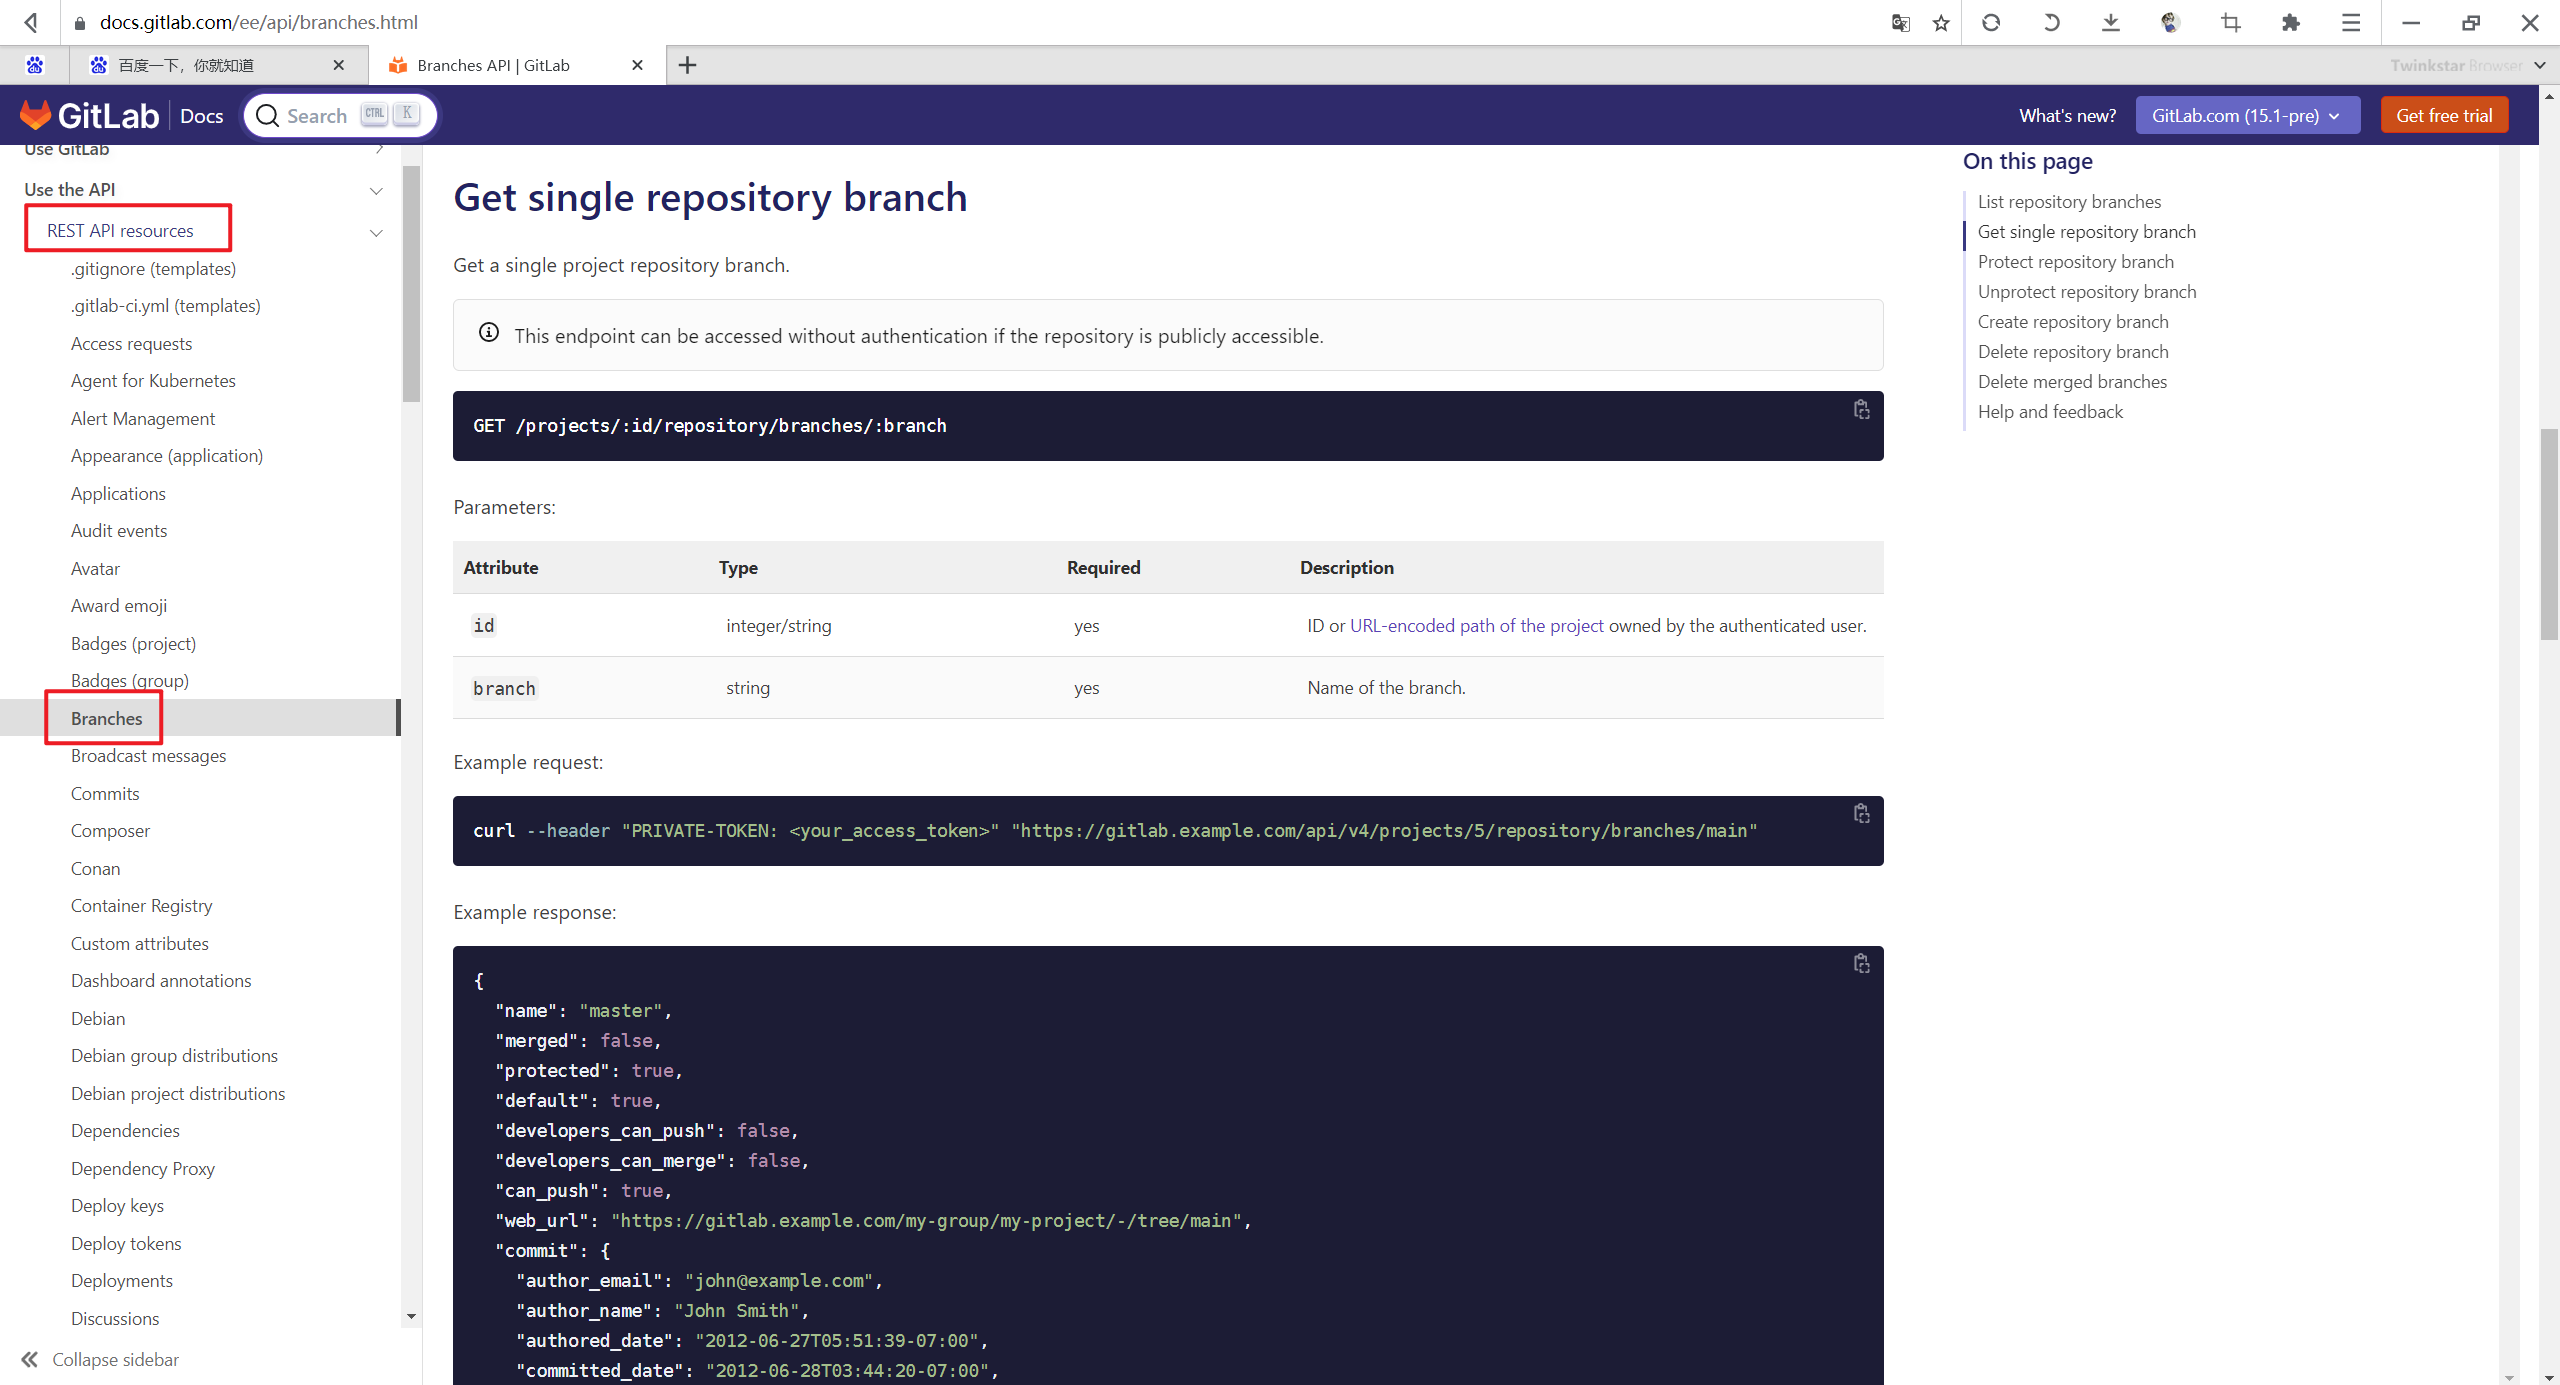 docs.gitlab.com/ee/api/branches.html
百度一下，你就知道
Branches API | GitLab
Twinkstar Browser
GitLab Docs
Search CTRL K
What's new?
GitLab.com (15.1-pre)
Get free trial
Use GitLab
Use the API
REST API resources
.gitignore (templates)
.gitlab-ci.yml (templates)
Access requests
Agent for Kubernetes
Alert Management
Appearance (application)
Applications
Audit events
Avatar
Award emoji
Badges (project)
Badges (group)
Branches
Broadcast messages
Commits
Composer
Conan
Container Registry
Custom attributes
Dashboard annotations
Debian
Debian group distributions
Debian project distributions
Dependencies
Dependency Proxy
Deploy keys
Deploy tokens
Deployments
Discussions
Collapse sidebar
Get single repository branch
Get a single project repository branch.
This endpoint can be accessed without authentication if the repository is publicly accessible.
GET /projects/:id/repository/branches/:branch
Parameters:
Attribute Type Required Description
id integer/string yes ID or URL-encoded path of the project owned by the authenticated user.
branch string yes Name of the branch.
Example request:
curl --header "PRIVATE-TOKEN: <your_access_token>" "https://gitlab.example.com/api/v4/projects/5/repository/branches/main"
Example response:
{
"name": "master",
"merged": false,
"protected": true,
"default": true,
"developers_can_push": false,
"developers_can_merge": false,
"can_push": true,
"web_url": "https://gitlab.example.com/my-group/my-project/-/tree/main",
"commit": {
"author_email": "john@example.com",
"author_name": "John Smith",
"authored_date": "2012-06-27T05:51:39-07:00",
"committed_date": "2012-06-28T03:44:20-07:00",
On this page
List repository branches
Get single repository branch
Protect repository branch
Unprotect repository branch
Create repository branch
Delete repository branch
Delete merged branches
Help and feedback